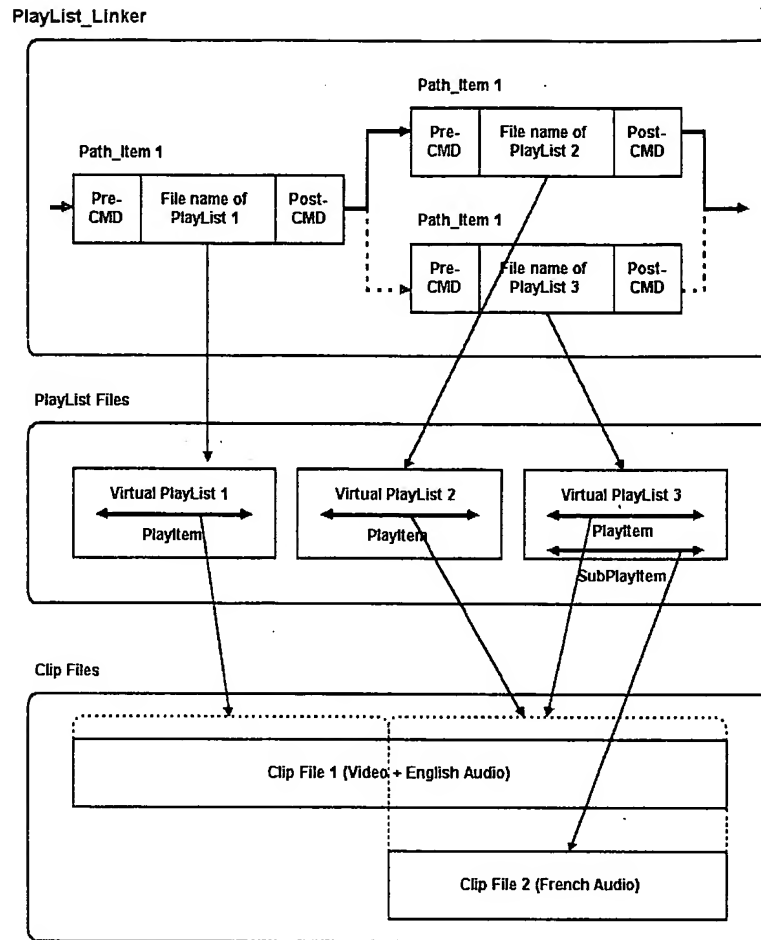 PlayList_Linker
Path_Item 1
Pre-
CMD
File name of
PlayList 2
Post-
CMD
Path_Item 1
Pre-
CMD
File name of
PlayList 1
Post-
CMD
Path_Item 1
Pre-
CMD
File name of
PlayList 3
Post-
CMD
PlayList Files
Virtual PlayList 1
PlayItem
Virtual PlayList 2
PlayItem
Virtual PlayList 3
PlayItem
SubPlayItem
Clip Files
Clip File 1 (Video + English Audio)
Clip File 2 (French Audio)